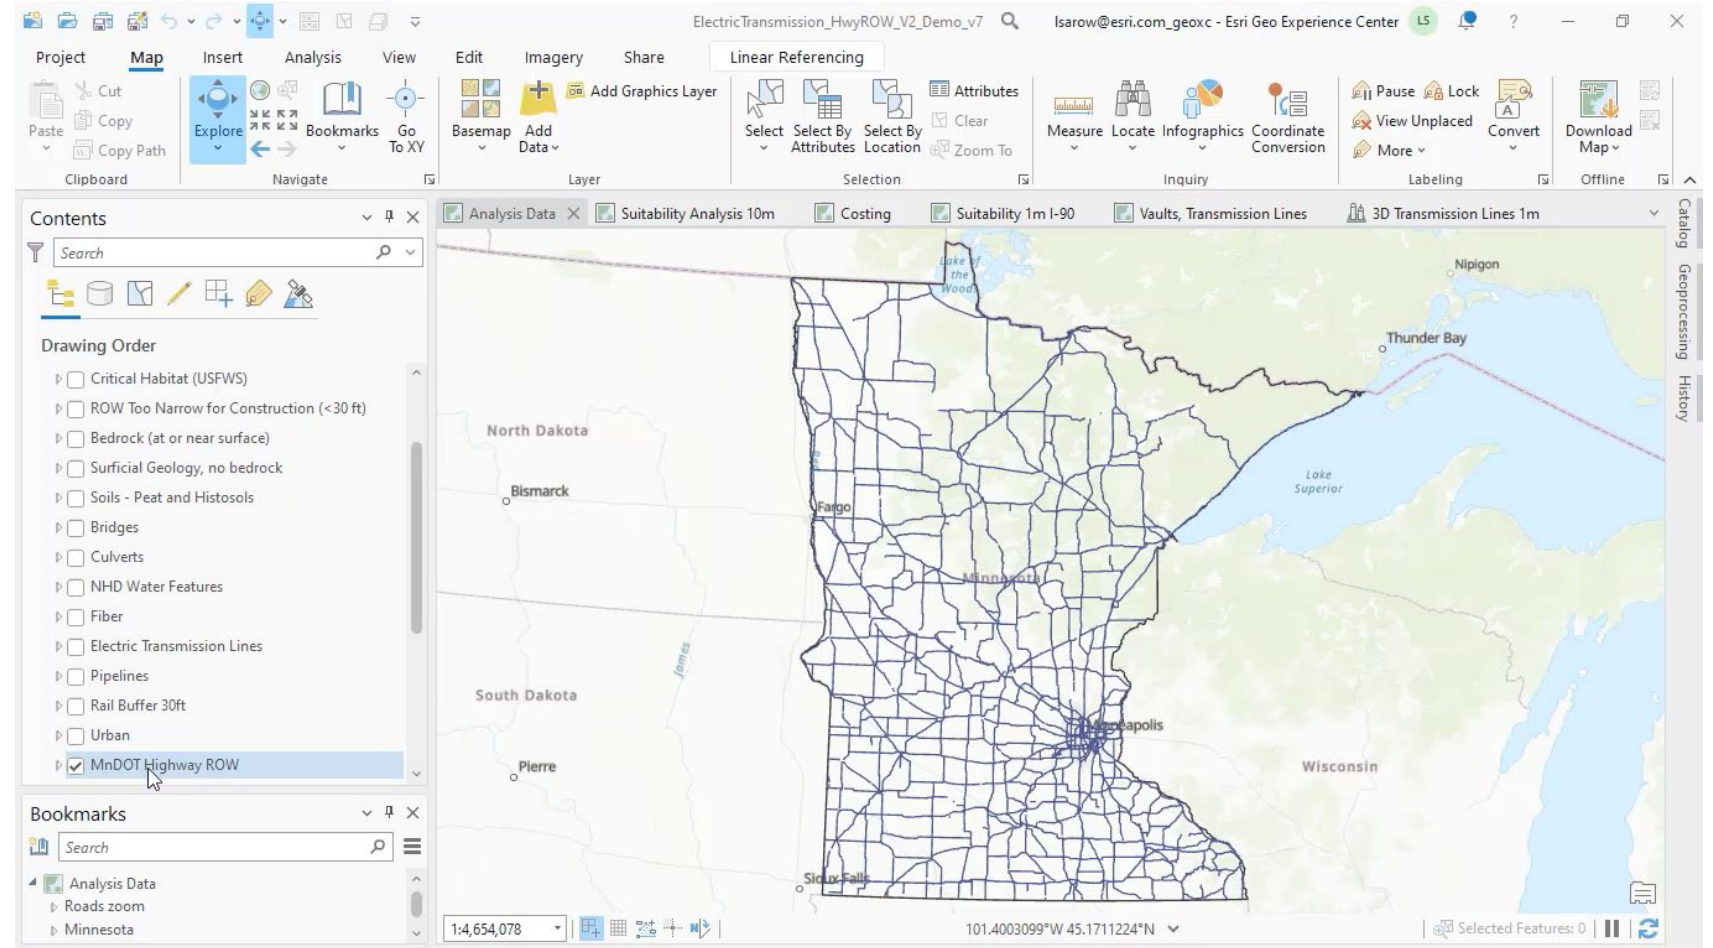 ElectricTransmission_HwyROW_V2_Demo_v7
lsarow@esri.com_geoxc - Esri Geo Experience Center
LS
?
Project Map Insert Analysis View Edit Imagery Share Linear Referencing
Paste
Cut
Copy
Copy Path
Clipboard
Explore
Bookmarks
Go To XY
Navigate
Basemap
Add Data
Add Graphics Layer
Layer
Select
Select By Attributes
Select By Location
Attributes
Clear
Zoom To
Selection
Measure
Locate
Infographics
Coordinate Conversion
Inquiry
Pause
Lock
View Unplaced
More
Convert
Labeling
Download Map
Offline
Contents
Search
Drawing Order
Critical Habitat (USFWS)
ROW Too Narrow for Construction (<30 ft)
Bedrock (at or near surface)
Surficial Geology, no bedrock
Soils - Peat and Histosols
Bridges
Culverts
NHD Water Features
Fiber
Electric Transmission Lines
Pipelines
Rail Buffer 30ft
Urban
MnDOT Highway ROW
Bookmarks
Search
Analysis Data
Roads zoom
Minnesota
Analysis Data
Suitability Analysis 10m
Costing
Suitability 1m I-90
Vaults, Transmission Lines
3D Transmission Lines 1m
Lake of
the
Woods
Nipigon
Thunder Bay
North Dakota
Bismarck
Fargo
Lake
Superior
Red
Minnesota
James
South Dakota
Minneapolis
Pierre
Wisconsin
Sioux Falls
1:4,654,078
101.4003099°W 45.1711224°N
Selected Features: 0
Catalog
Geoprocessing
History